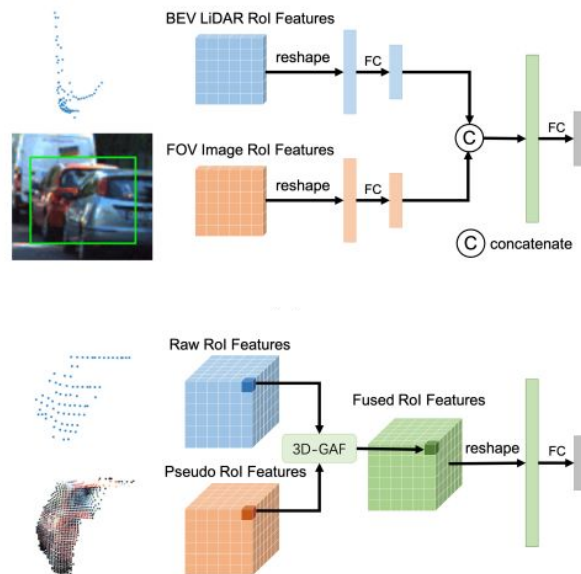 BEV LiDAR RoI Features
reshape
FC
FOV Image RoI Features
reshape
FC
C
FC
C concatenate
Raw RoI Features
Fused RoI Features
3D-GAF
reshape
FC
Pseudo RoI Features